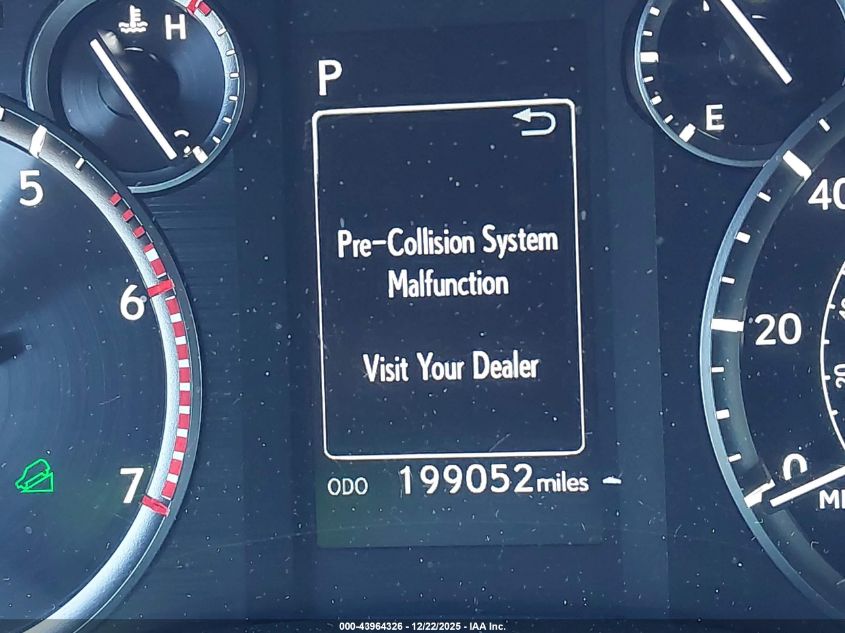 H
P
E
5
40
Pre-Collision System
Malfunction
6
20
Visit Your Dealer
7
0
ODO 199052 miles
000-43964326 - 12/22/2025 - IAA Inc.